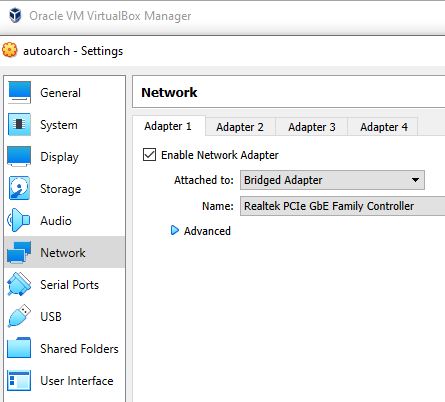 Oracle VM VirtualBox Manager
autoarch - Settings
General
System
Display
Storage
Audio
Network
Serial Ports
USB
Shared Folders
User Interface
Network
Adapter 1 Adapter 2 Adapter 3 Adapter 4
Enable Network Adapter
Attached to: Bridged Adapter
Name: Realtek PCIe GbE Family Controller
Advanced